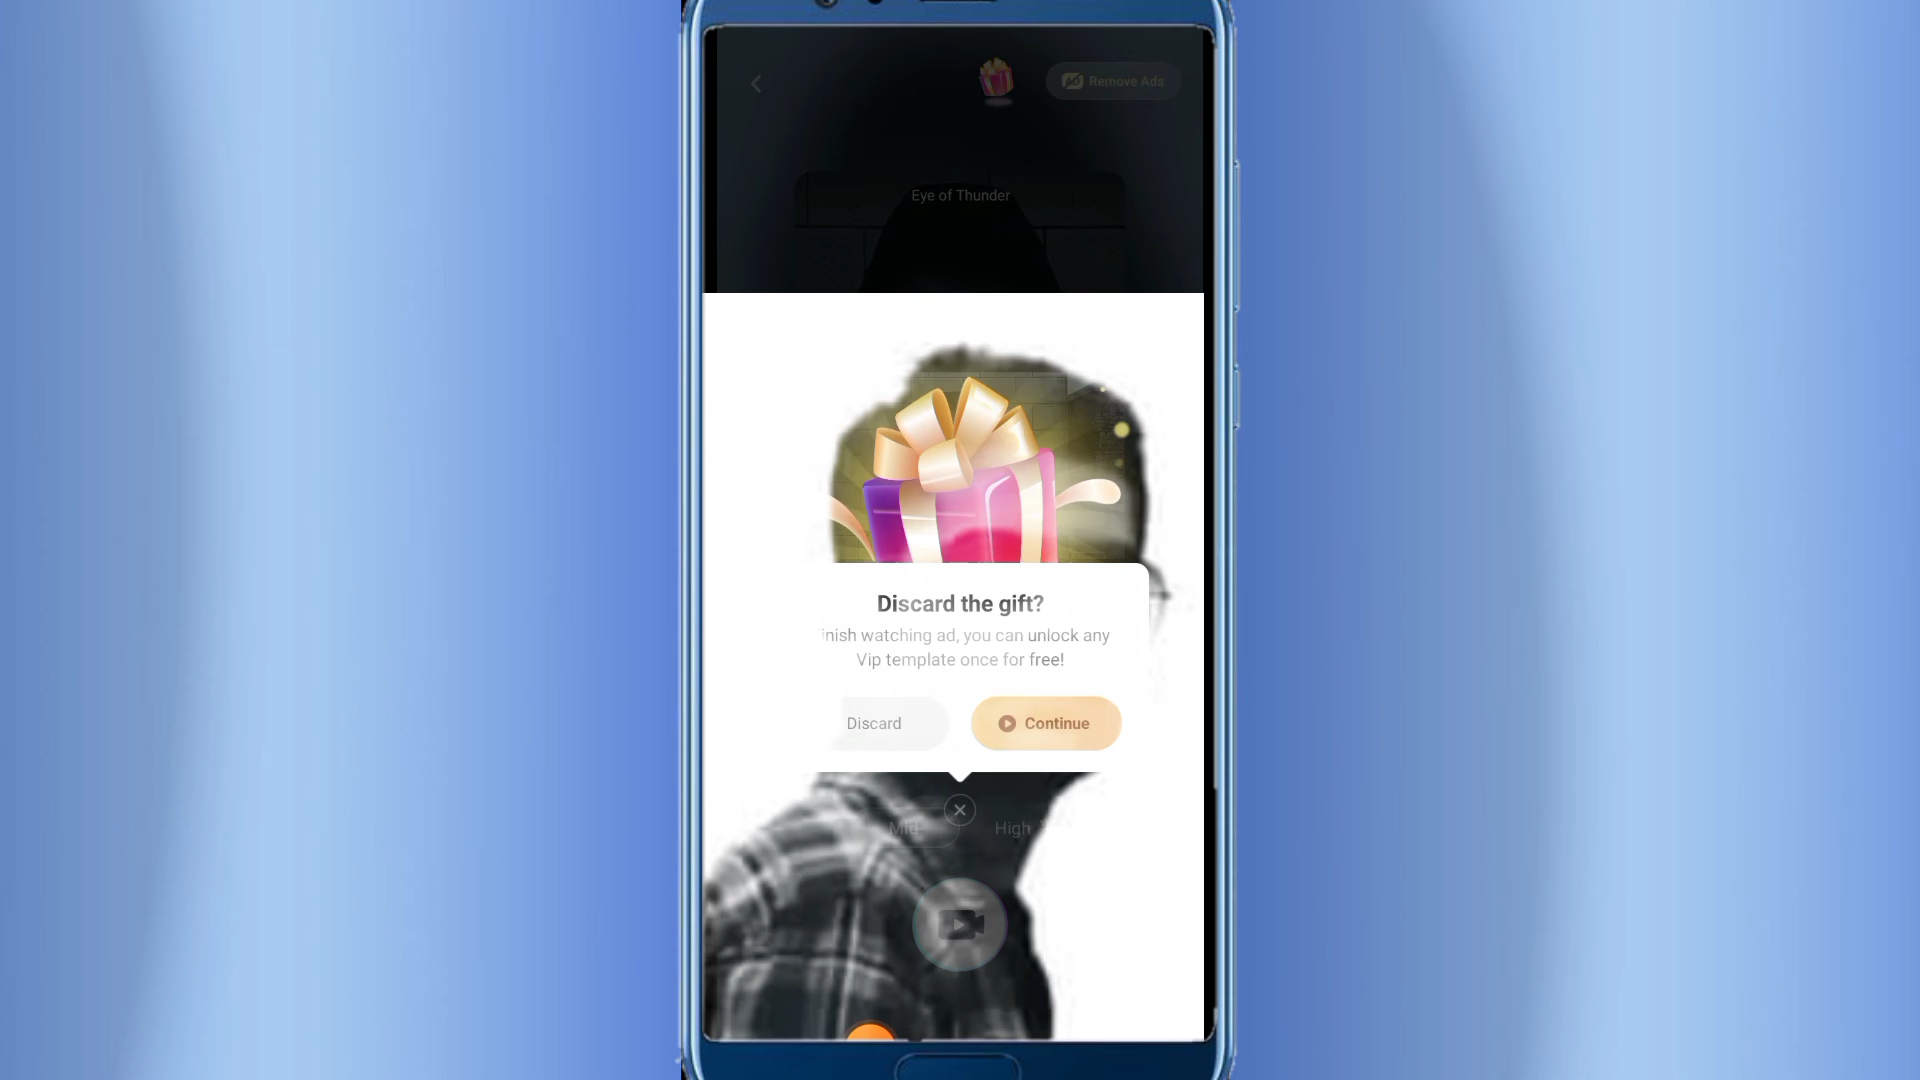 Remove Ads
Eye of Thunder
Discard the gift?
inish watching ad, you can unlock any
Vip template once for free!
Discard
Continue
Mid
High